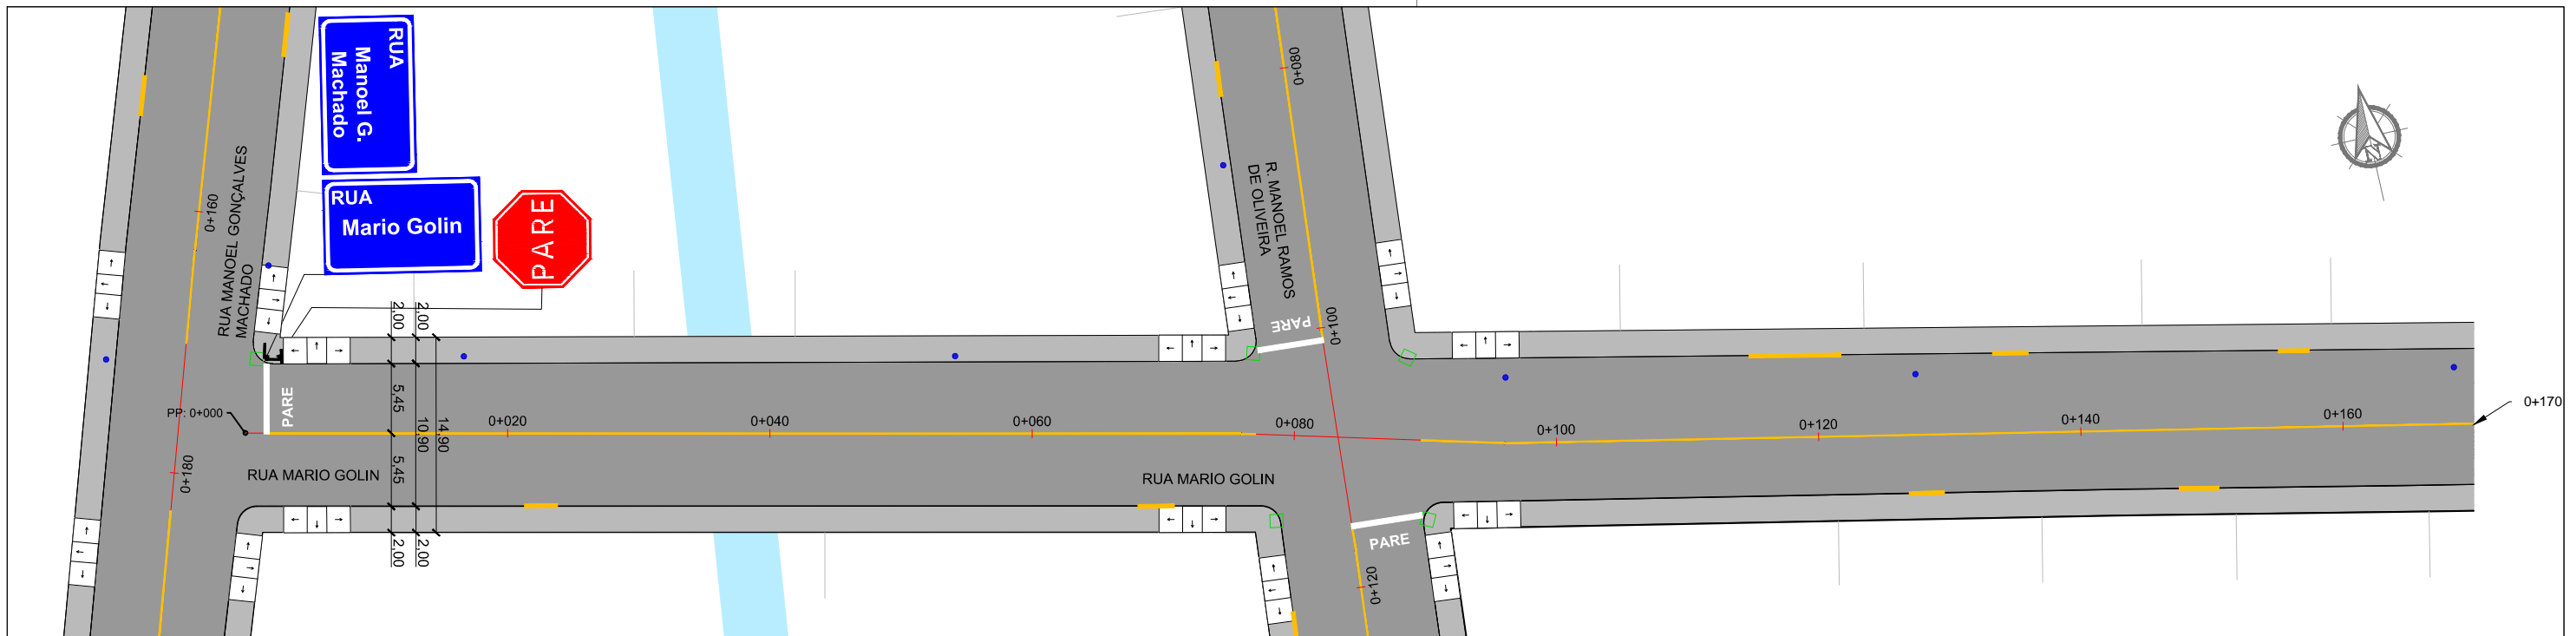 RUA
Manoel G.
Machado
RUA
Mario Golin
PARE
RUA MANOEL GONÇALVES
MACHADO
0+160
0+180
PP: 0+000
PARE
RUA MARIO GOLIN
2,00
2,00
5,45
10,90
14,90
5,45
2,00
2,00
0+020
0+040
0+060
0+080
0+100
0+120
0+140
0+160
0+170
RUA MARIO GOLIN
0+080
R. MANOEL RAMOS
DE OLIVEIRA
PARE
0+100
PARE
0+120
N